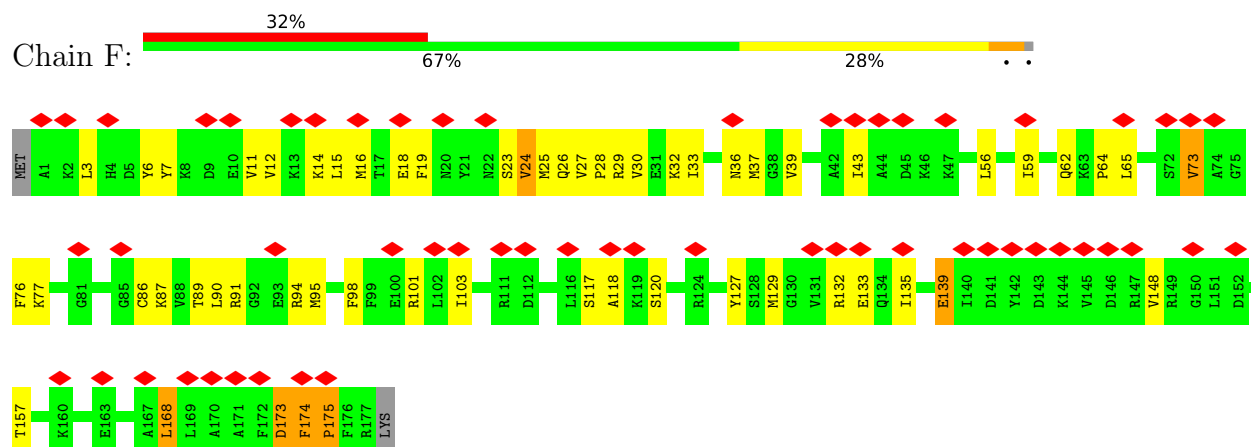 32%
Chain F:
67% 28% • •
MET A1 K2 L3 H4 D5 Y6 Y7 K8 D9 E10 V11 V12 K13 K14 L15 M16 T17 E18 F19 N20 Y21 N22 S23 V24 M25 Q26 V27 P28 R29 V30 E31 K32 I33 N36 M37 G38 V39 A42 I43 A44 D45 K46 K47 L56 I59 Q62 K63 P64 L65 S72 V73 A74 G75
F76 K77 G81 G85 C86 K87 V88 T89 L90 R91 G92 E93 R94 M95 F98 F99 E100 R101 L102 I103 R111 D112 L116 S117 A118 K119 S120 R124 Y127 S128 M129 G130 V131 R132 E133 Q134 I135 E139 I140 D141 Y142 D143 K144 V145 D146 R147 V148 R149 G150 L151 D152
T157 K160 E163 A167 L168 L169 A170 A171 F172 D173 F174 P175 F176 R177 LYS